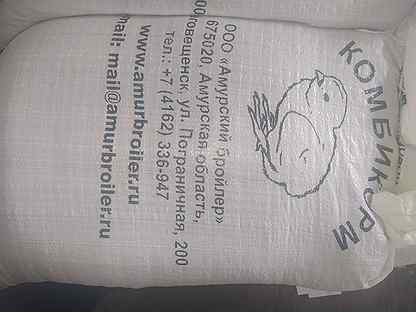 КОМБИКОРМ
ООО «Амурский бройлер»
675020, Амурская область,
говещенск, ул. Пограничная, 200
тел.: +7 (4162) 336-947
www.amurbroiler.ru
mail: mail@amurbroiler.ru